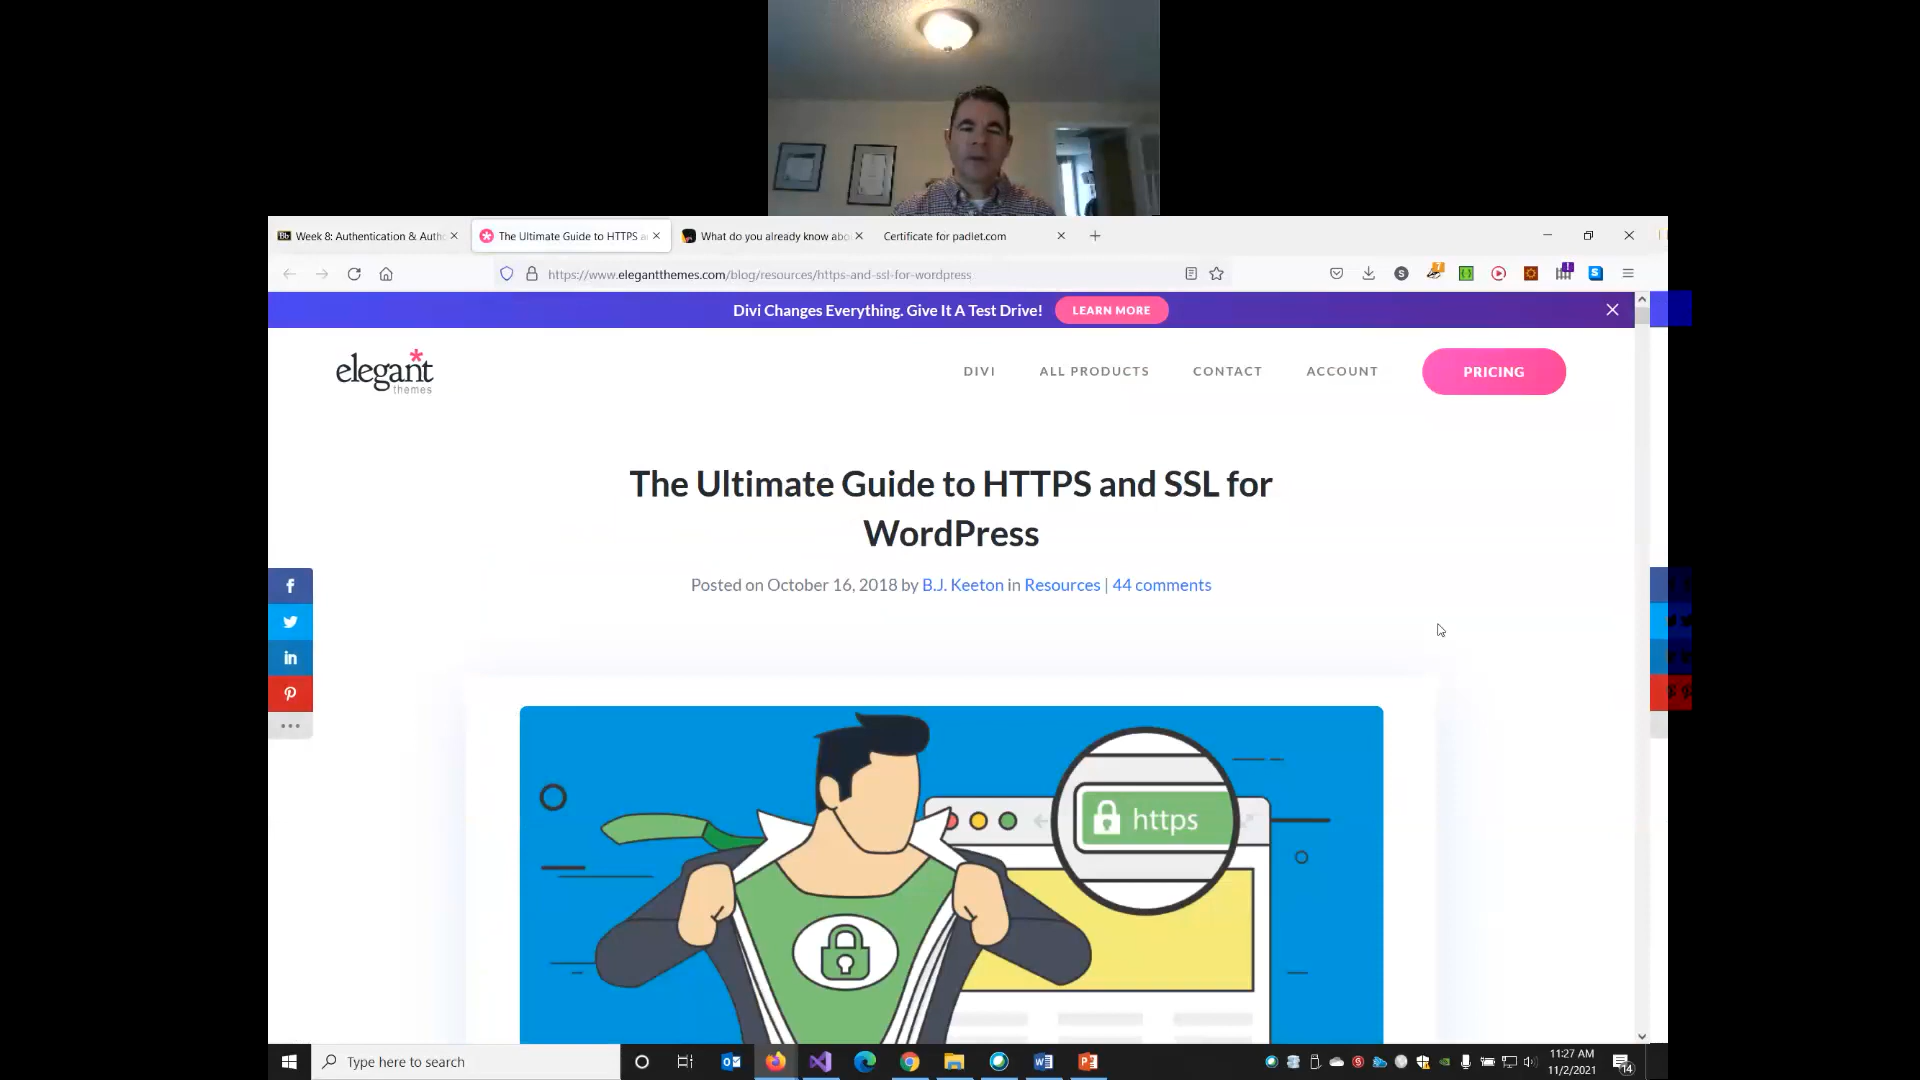 Week 8: Authentication & Autho
The Ultimate Guide to HTTPS a
What do you already know abo
Certificate for padlet.com
https://www.elegantthemes.com/blog/resources/https-and-ssl-for-wordpress
Divi Changes Everything. Give It A Test Drive!
LEARN MORE
elegant
themes
DIVI
ALL PRODUCTS
CONTACT
ACCOUNT
PRICING
The Ultimate Guide to HTTPS and SSL for
WordPress
Posted on October 16, 2018 by B.J. Keeton in Resources | 44 comments
https
Type here to search
11:27 AM
11/2/2021
14